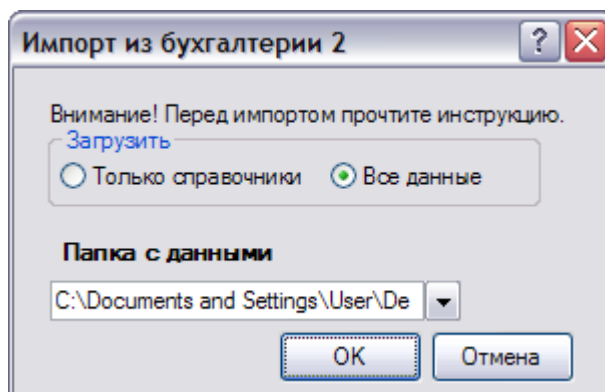 Импорт из бухгалтерии 2
Внимание! Перед импортом прочтите инструкцию.
Загрузить
Только справочники Все данные
Папка с данными
C:\Documents and Settings\User\De
OK Отмена